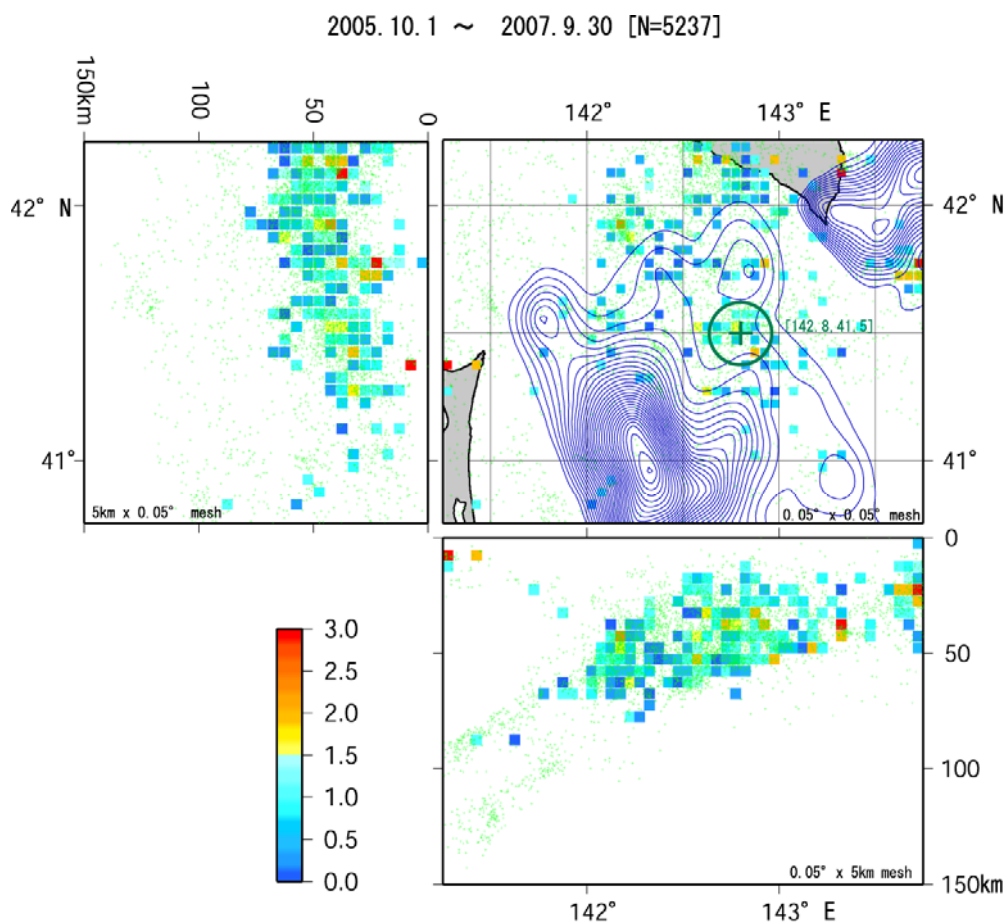 2005.10.1 ～ 2007.9.30 [N=5237]
150km 100 50 0
142° 143° E
42° N
42° N
[142.8,41.5]
41°
41°
5km x 0.05° mesh
0.05° x 0.05° mesh
0
3.0
50
2.5
2.0
100
1.5
1.0
0.5
0.05° x 5km mesh
0.0
150km
142° 143° E